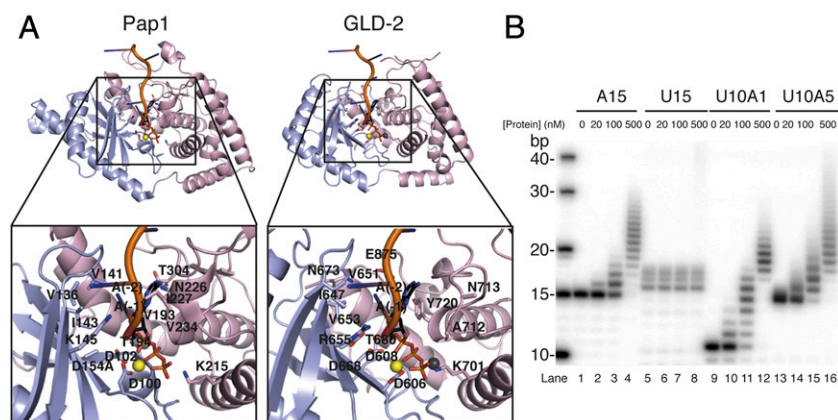 A
Pap1
GLD-2
V141
T304
A(-2)
N226
V136
A(-1)
I227
V193
I143
V234
K145
T194
D102
D154A
K215
D100
E875
N673
V651
A(-2)
N713
I647
A(-1)
Y720
V653
A712
R655
T680
D608
D668
K701
D606
B
A15 U15 U10A1 U10A5
[Protein] (nM) 0 20 100 500 0 20 100 500 0 20 100 500 0 20 100 500
bp
40-
30-
20-
15-
10-
Lane 1 2 3 4 5 6 7 8 9 10 11 12 13 14 15 16